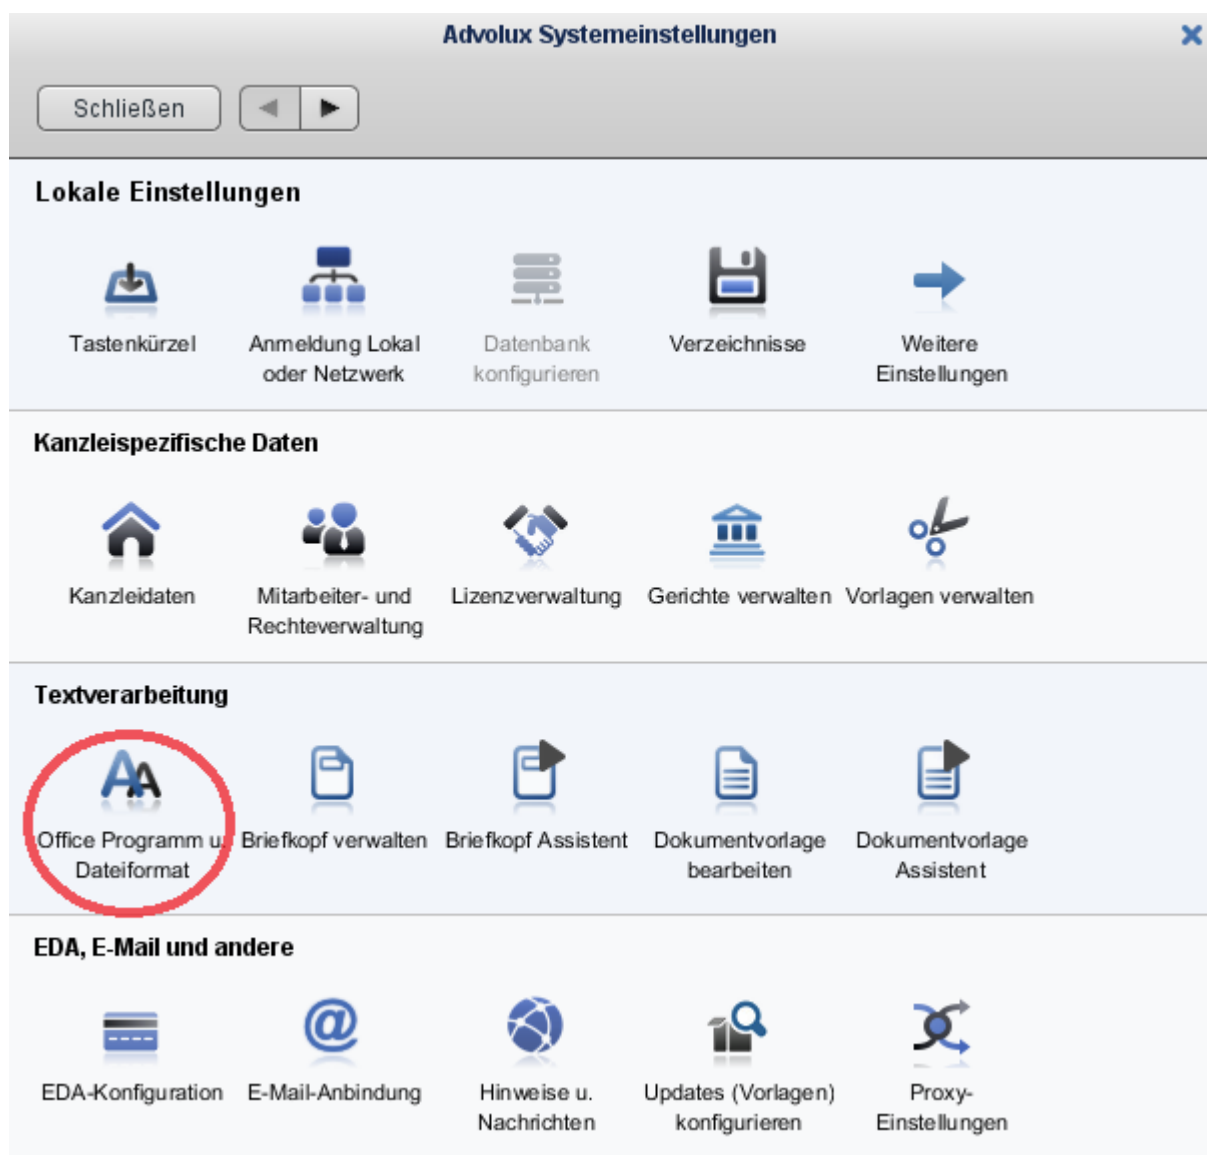 Advolux Systemeinstellungen
Schließen
Lokale Einstellungen
Tastenkürzel
Anmeldung Lokal
oder Netzwerk
Datenbank
konfigurieren
Verzeichnisse
Weitere
Einstellungen
Kanzleispezifische Daten
Kanzleidaten
Mitarbeiter- und
Rechteverwaltung
Lizenzverwaltung
Gerichte verwalten
Vorlagen verwalten
Textverarbeitung
Office Programm u.
Dateiformat
Briefkopf verwalten
Briefkopf Assistent
Dokumentvorlage
bearbeiten
Dokumentvorlage
Assistent
EDA, E-Mail und andere
EDA-Konfiguration
E-Mail-Anbindung
Hinweise u.
Nachrichten
Updates (Vorlagen)
konfigurieren
Proxy-
Einstellungen